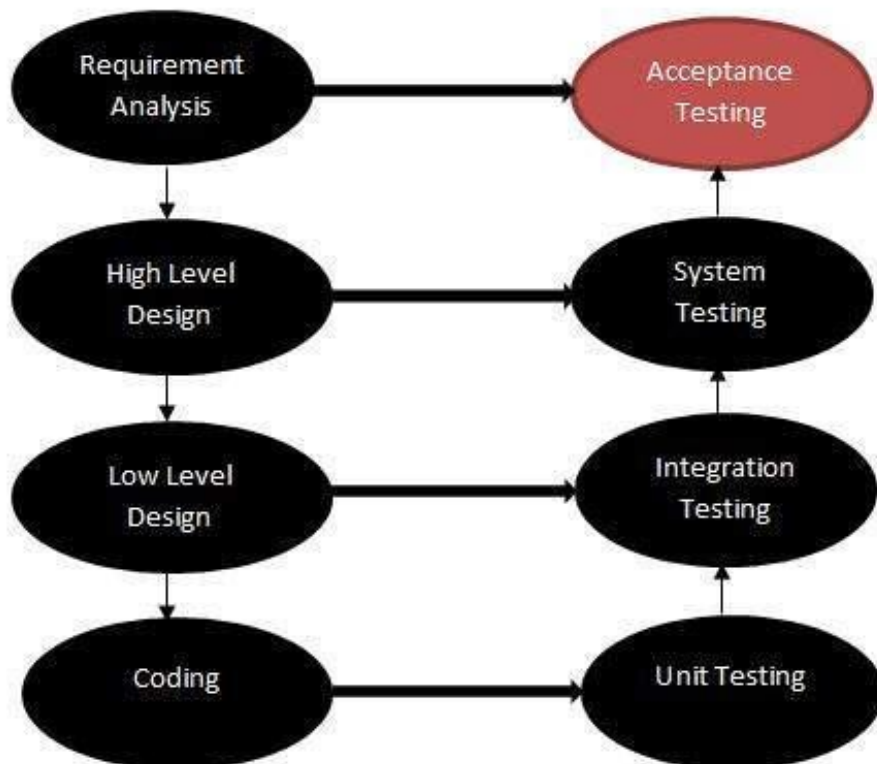 Requirement
Analysis
Acceptance
Testing
High Level
Design
System
Testing
Low Level
Design
Integration
Testing
Coding
Unit Testing